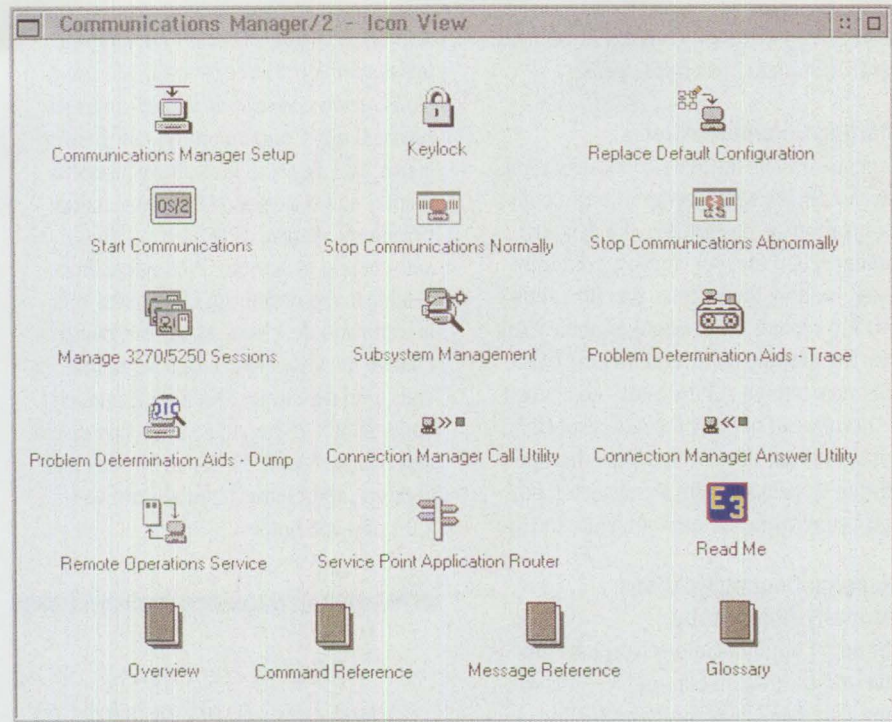 Communications Manager/2 - Icon View
Communications Manager Setup
Keylock
Replace Default Configuration
OS/2
Start Communications
Stop Communications Normally
Stop Communications Abnormally
Manage 3270/5250 Sessions
Subsystem Management
Problem Determination Aids - Trace
Problem Determination Aids - Dump
Connection Manager Call Utility
Connection Manager Answer Utility
Remote Operations Service
Service Point Application Router
E3
Read Me
Overview
Command Reference
Message Reference
Glossary